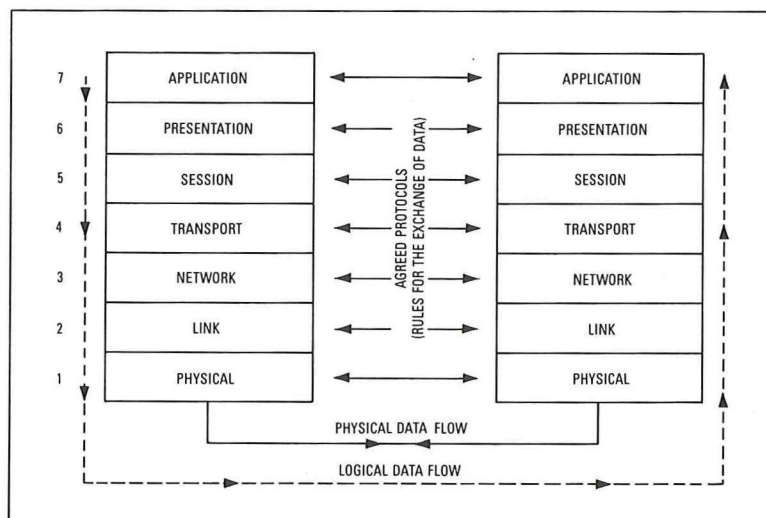 7 APPLICATION APPLICATION
6 PRESENTATION PRESENTATION
5 SESSION SESSION
4 TRANSPORT TRANSPORT
3 NETWORK NETWORK
2 LINK LINK
1 PHYSICAL PHYSICAL
AGREED PROTOCOLS
(RULES FOR THE EXCHANGE OF DATA)
PHYSICAL DATA FLOW
LOGICAL DATA FLOW